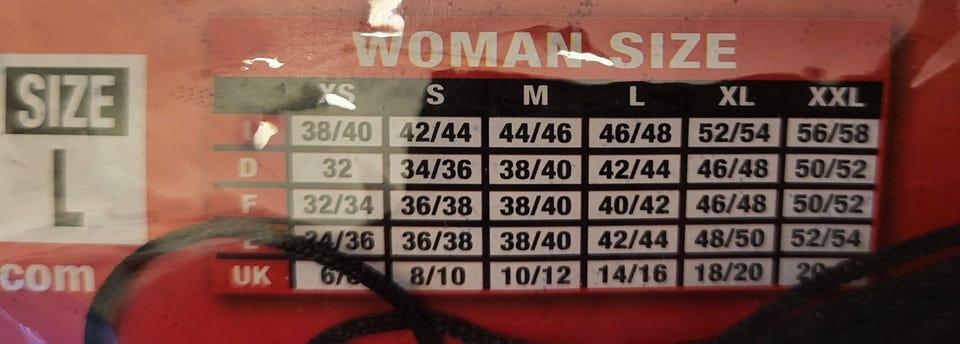 WOMAN SIZE
SIZE
L
.com
XS S M L XL XXL
I 38/40 42/44 44/46 46/48 52/54 56/58
D 32 34/36 38/40 42/44 46/48 50/52
F 32/34 36/38 38/40 40/42 46/48 50/52
34/36 36/38 38/40 42/44 48/50 52/54
UK 8/10 10/12 14/16 18/20